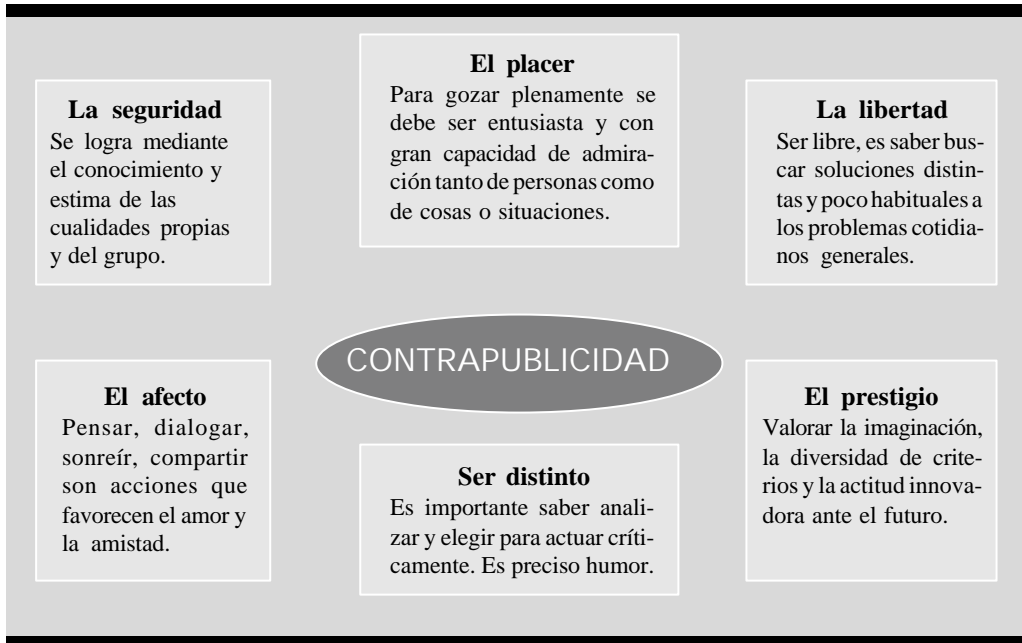 La seguridad
Se logra mediante
el conocimiento y
estima de las
cualidades propias
y del grupo.
El placer
Para gozar plenamente se
debe ser entusiasta y con
gran capacidad de admira-
ción tanto de personas como
de cosas o situaciones.
La libertad
Ser libre, es saber bus-
car soluciones distin-
tas y poco habituales a
los problemas cotidia-
nos generales.
CONTRAPUBLICIDAD
El afecto
Pensar, dialogar,
sonreír, compartir
son acciones que
favorecen el amor y
la amistad.
Ser distinto
Es importante saber anali-
zar y elegir para actuar críti-
camente. Es preciso humor.
El prestigio
Valorar la imaginación,
la diversidad de crite-
rios y la actitud innova-
dora ante el futuro.